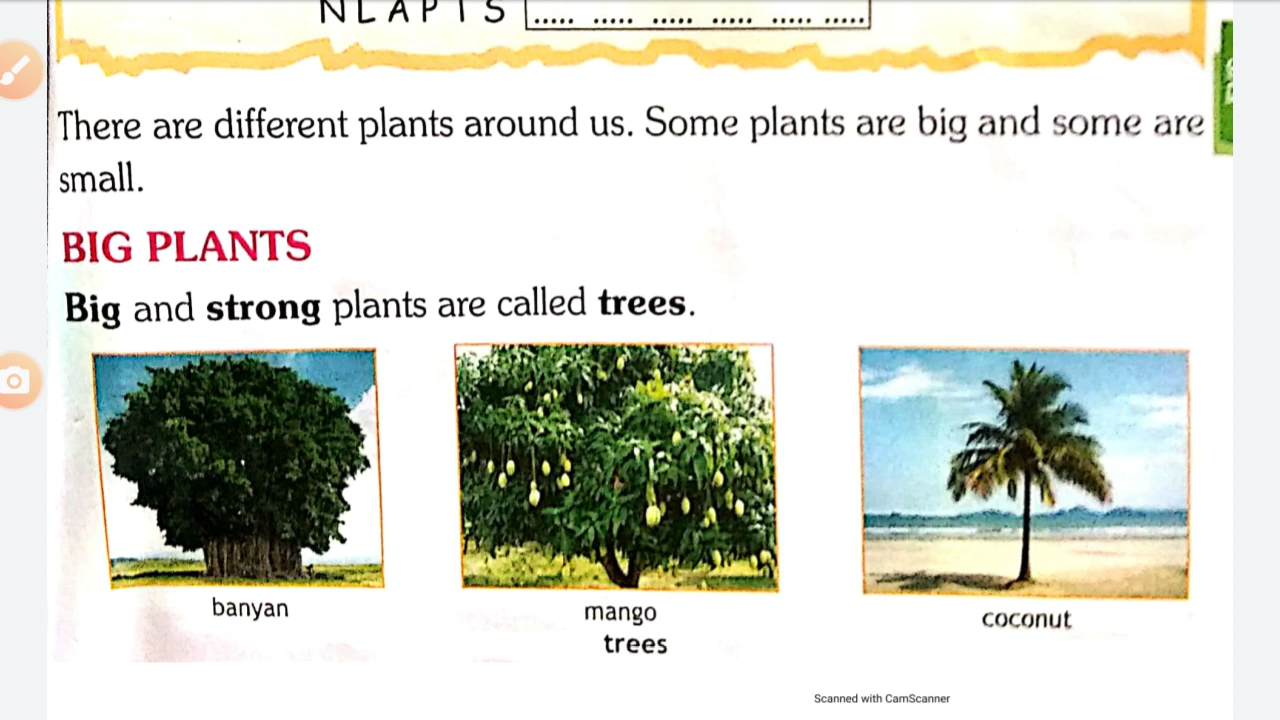 NLAPTS ..... ..... ..... ..... ..... .....
There are different plants around us. Some plants are big and some are
small.
BIG PLANTS
Big and strong plants are called trees.
banyan
mango
coconut
trees
Scanned with CamScanner